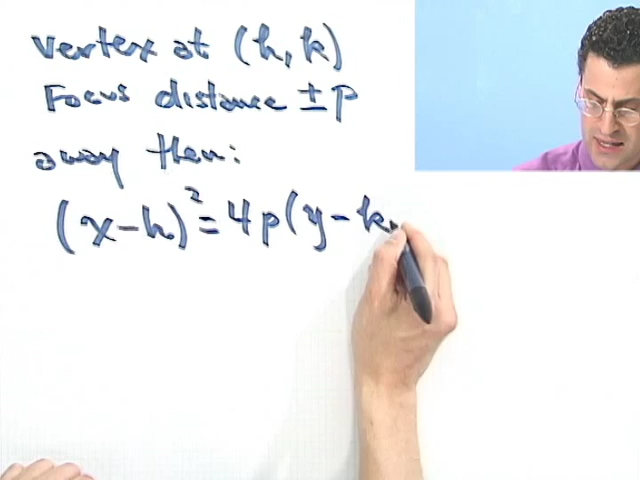 vertex at (h, k)
Focus distance ± p
away then:
(x-h)² = 4p(y-k